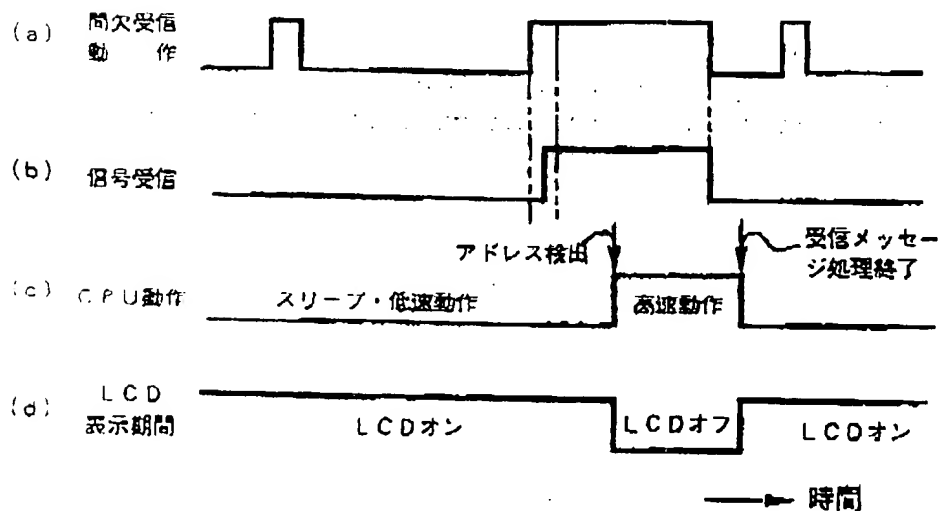 (a) 間欠受信
動作
(b) 信号受信
アドレス検出
受信メッセー
ジ処理終了
(c) CPU動作
スリープ・低速動作
高速動作
(d) LCD
表示期間
LCDオン
LCDオフ
LCDオン
時間